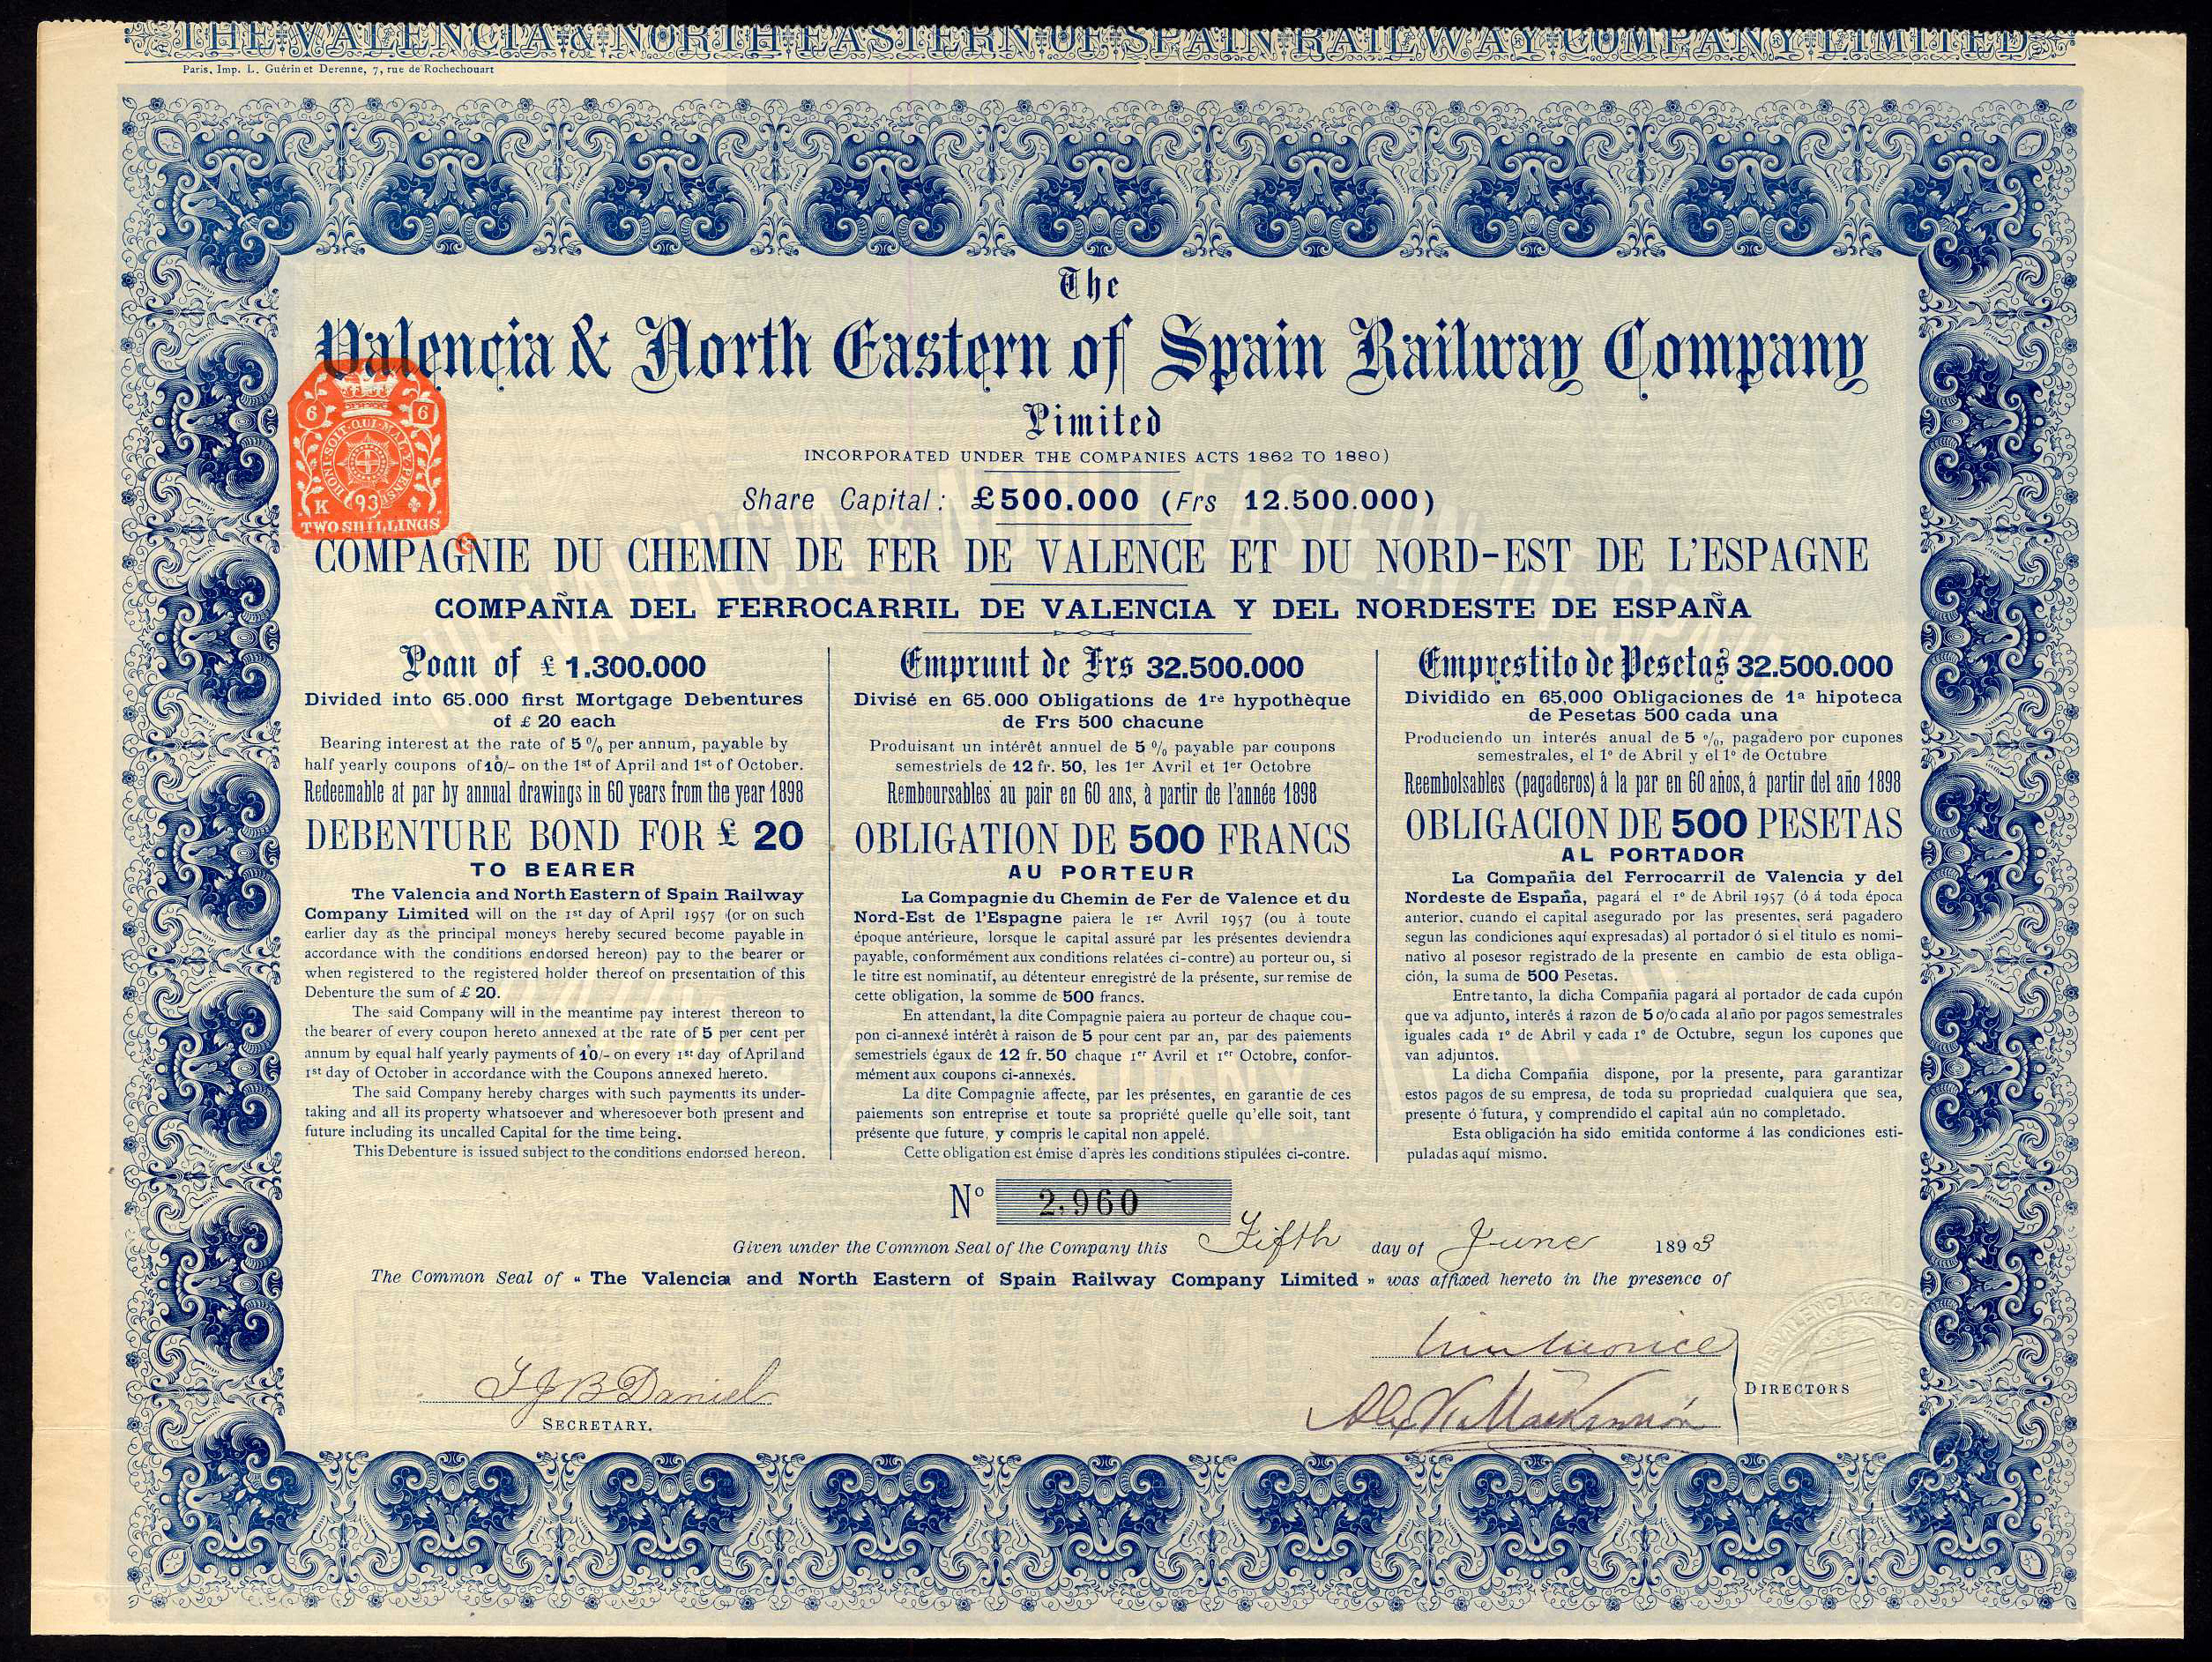 THE VALENCIA & NORTH EASTERN OF SPAIN RAILWAY COMPANY LIMITED
Paris, Imp. L. Guérin et Derenne, 7, rue de Rochechouart
The
Valencia & North Eastern of Spain Railway Company
Limited
INCORPORATED UNDER THE COMPANIES ACTS 1862 TO 1880)
Share Capital: £500.000 (Frs 12.500.000)
6 6
HONI·SOIT·QUI·MAL·Y·PENSE
K 93
TWO SHILLINGS
COMPAGNIE DU CHEMIN DE FER DE VALENCE ET DU NORD-EST DE L'ESPAGNE
COMPAÑIA DEL FERROCARRIL DE VALENCIA Y DEL NORDESTE DE ESPAÑA
Loan of £ 1.300.000
Divided into 65.000 first Mortgage Debentures
of £ 20 each
Bearing interest at the rate of 5 % per annum, payable by
half yearly coupons of 10/- on the 1st of April and 1st of October.
Redeemable at par by annual drawings in 60 years from the year 1898
DEBENTURE BOND FOR £ 20
TO BEARER
The Valencia and North Eastern of Spain Railway
Company Limited will on the 1st day of April 1957 (or on such
earlier day as the principal moneys hereby secured become payable in
accordance with the conditions endorsed hereon) pay to the bearer or
when registered to the registered holder thereof on presentation of this
Debenture the sum of £ 20.
The said Company will in the meantime pay interest thereon to
the bearer of every coupon hereto annexed at the rate of 5 per cent per
annum by equal half yearly payments of 10/- on every 1st day of April and
1st day of October in accordance with the Coupons annexed hereto.
The said Company hereby charges with such payments its under-
taking and all its property whatsoever and wheresoever both present and
future including its uncalled Capital for the time being.
This Debenture is issued subject to the conditions endorsed hereon.
Emprunt de Frs 32.500.000
Divisé en 65.000 Obligations de 1re hypothèque
de Frs 500 chacune
Produisant un intérêt annuel de 5 % payable par coupons
semestriels de 12 fr. 50, les 1er Avril et 1er Octobre
Remboursables au pair en 60 ans, à partir de l'année 1898
OBLIGATION DE 500 FRANCS
AU PORTEUR
La Compagnie du Chemin de Fer de Valence et du
Nord-Est de l'Espagne paiera le 1er Avril 1957 (ou à toute
époque antérieure, lorsque le capital assuré par les présentes deviendra
payable, conformément aux conditions relatées ci-contre) au porteur ou, si
le titre est nominatif, au détenteur enregistré de la présente, sur remise de
cette obligation, la somme de 500 francs.
En attendant, la dite Compagnie paiera au porteur de chaque cou-
pon ci-annexé intérêt à raison de 5 pour cent par an, par des paiements
semestriels égaux de 12 fr. 50 chaque 1er Avril et 1er Octobre, confor-
mément aux coupons ci-annexés.
La dite Compagnie affecte, par les présentes, en garantie de ces
paiements son entreprise et toute sa propriété quelle qu'elle soit, tant
présente que future, y compris le capital non appelé.
Cette obligation est émise d'après les conditions stipulées ci-contre.
Emprestito de Pesetas 32.500.000
Dividido en 65,000 Obligaciones de 1a hipoteca
de Pesetas 500 cada una
Produciendo un interés anual de 5 %, pagadero por cupones
semestrales, el 1o de Abril y el 1o de Octubre
Reembolsables (pagaderos) á la par en 60 años, á partir del año 1898
OBLIGACION DE 500 PESETAS
AL PORTADOR
La Compañia del Ferrocarril de Valencia y del
Nordeste de España, pagará el 1o de Abril 1957 (ó á toda época
anterior, cuando el capital asegurado por las presentes, será pagadero
segun las condiciones aquí expresadas) al portador ó si el titulo es nomi-
nativo al posesor registrado de la presente en cambio de esta obliga-
ción, la suma de 500 Pesetas.
Entre tanto, la dicha Compañia pagará al portador de cada cupón
que va adjunto, interés á razon de 5 o/o cada al año por pagos semestrales
iguales cada 1o de Abril y cada 1o de Octubre, segun los cupones que
van adjuntos.
La dicha Compañia dispone, por la presente, para garantizar
estos pagos de su empresa, de toda su propriedad cualquiera que sea,
presente ó futura, y comprendido el capital aún no completado.
Esta obligación ha sido emitida conforme á las condiciones esti-
puladas aquí mismo.
No 2,960
Given under the Common Seal of the Company this Fifth day of June 1893
The Common Seal of « The Valencia and North Eastern of Spain Railway Company Limited » was affixed hereto in the presence of
DIRECTORS
Daniel
SECRETARY.